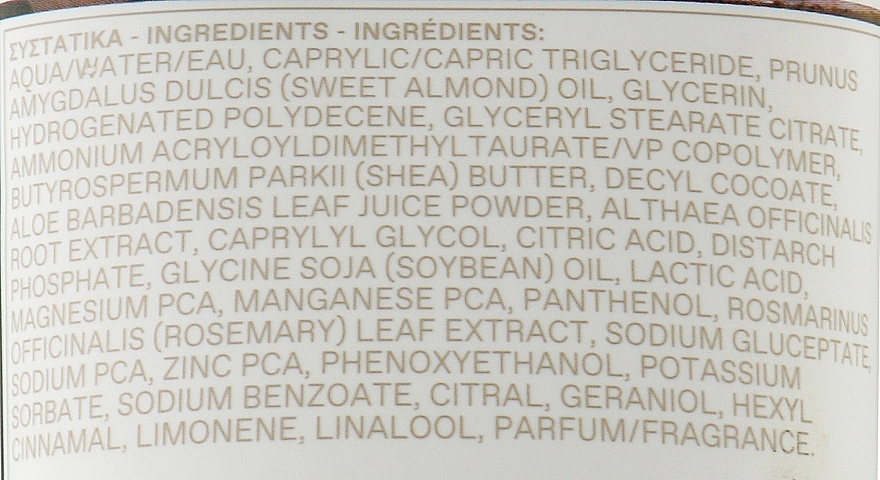 ΣΥΣΤΑΤΙΚΑ - INGREDIENTS - INGRÉDIENTS:
AQUA/WATER/EAU, CAPRYLIC/CAPRIC TRIGLYCERIDE, PRUNUS
AMYGDALUS DULCIS (SWEET ALMOND) OIL, GLYCERIN,
HYDROGENATED POLYDECENE, GLYCERYL STEARATE CITRATE,
AMMONIUM ACRYLOYLDIMETHYLTAURATE/VP COPOLYMER,
BUTYROSPERMUM PARKII (SHEA) BUTTER, DECYL COCOATE,
ALOE BARBADENSIS LEAF JUICE POWDER, ALTHAEA OFFICINALIS
ROOT EXTRACT, CAPRYLYL GLYCOL, CITRIC ACID, DISTARCH
PHOSPHATE, GLYCINE SOJA (SOYBEAN) OIL, LACTIC ACID,
MAGNESIUM PCA, MANGANESE PCA, PANTHENOL, ROSMARINUS
OFFICINALIS (ROSEMARY) LEAF EXTRACT, SODIUM GLUCEPTATE,
SODIUM PCA, ZINC PCA, PHENOXYETHANOL, POTASSIUM
SORBATE, SODIUM BENZOATE, CITRAL, GERANIOL, HEXYL
CINNAMAL, LIMONENE, LINALOOL, PARFUM/FRAGRANCE.